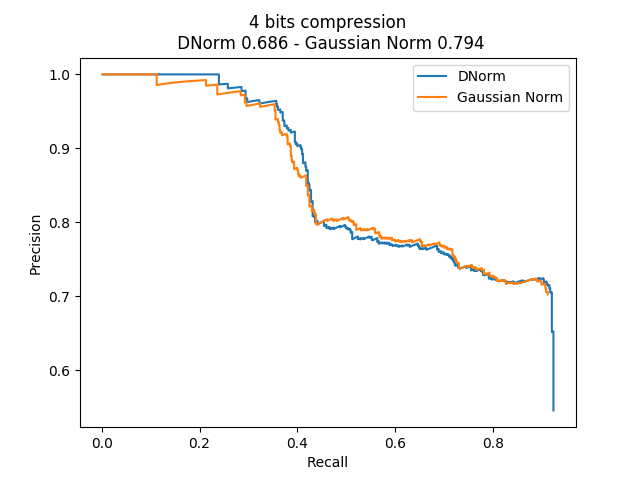 4 bits compression
DNorm 0.686 - Gaussian Norm 0.794
DNorm
Gaussian Norm
Precision
1.0
0.9
0.8
0.7
0.6
0.0 0.2 0.4 0.6 0.8
Recall